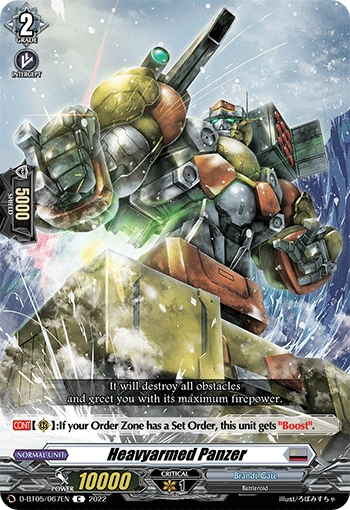 2
GRADE
INTERCEPT
5000
SHIELD
It will destroy all obstacles
and greet you with its maximum firepower.
CONT【 】:If your Order Zone has a Set Order, this unit gets "Boost".
NORMAL UNIT
Heavyarmed Panzer
D-BT05/067EN C 2022
POWER 10000
CRITICAL
1
Brandt Gate
Battleroid
illust/ろぼみすちゃ